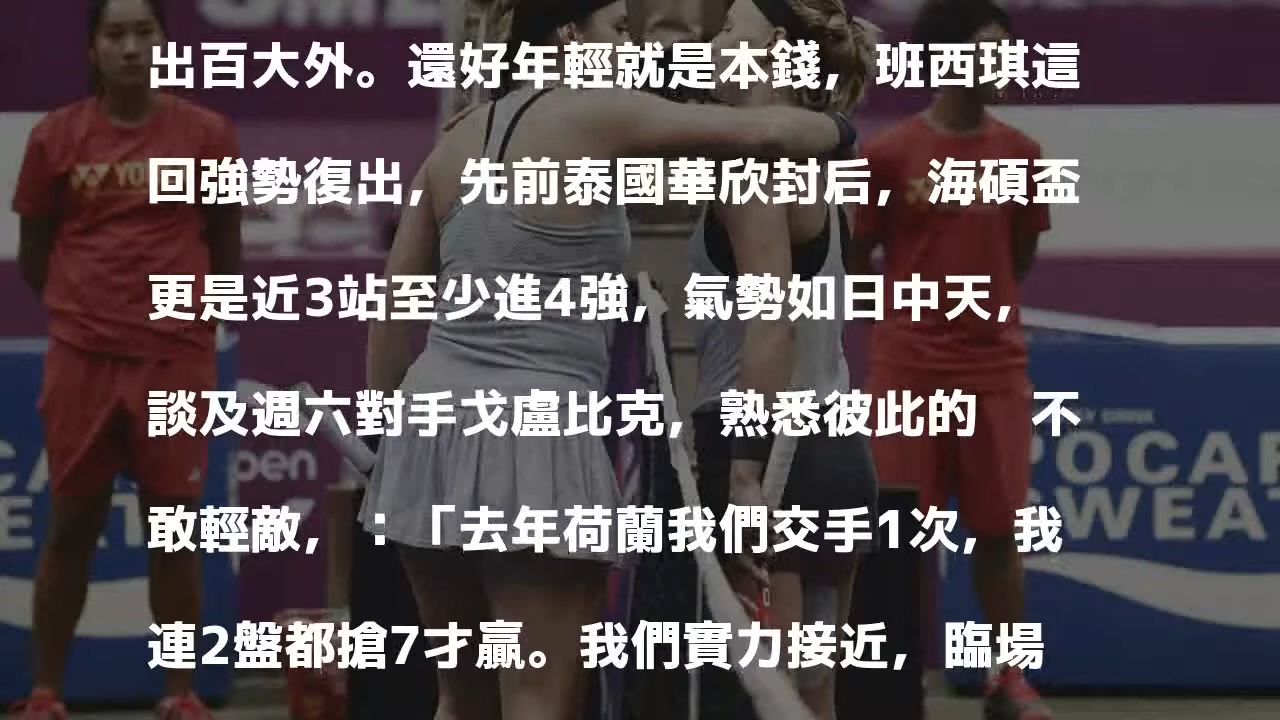 出百大外。還好年輕就是本錢，班西琪這
回強勢復出，先前泰國華欣封后，海碩盃
更是近3站至少進4強，氣勢如日中天，
談及週六對手戈盧比克，熟悉彼此的　不
敢輕敵，　：「去年荷蘭我們交手1次，我
連2盤都搶7才贏。我們實力接近，臨場
YO
pen
POCAR
SWEAT